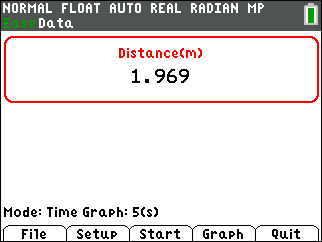 NORMAL FLOAT AUTO REAL RADIAN MP
EasyData
Distance(m)
1.969
Mode: Time Graph: 5(s)
File Setup Start Graph Quit